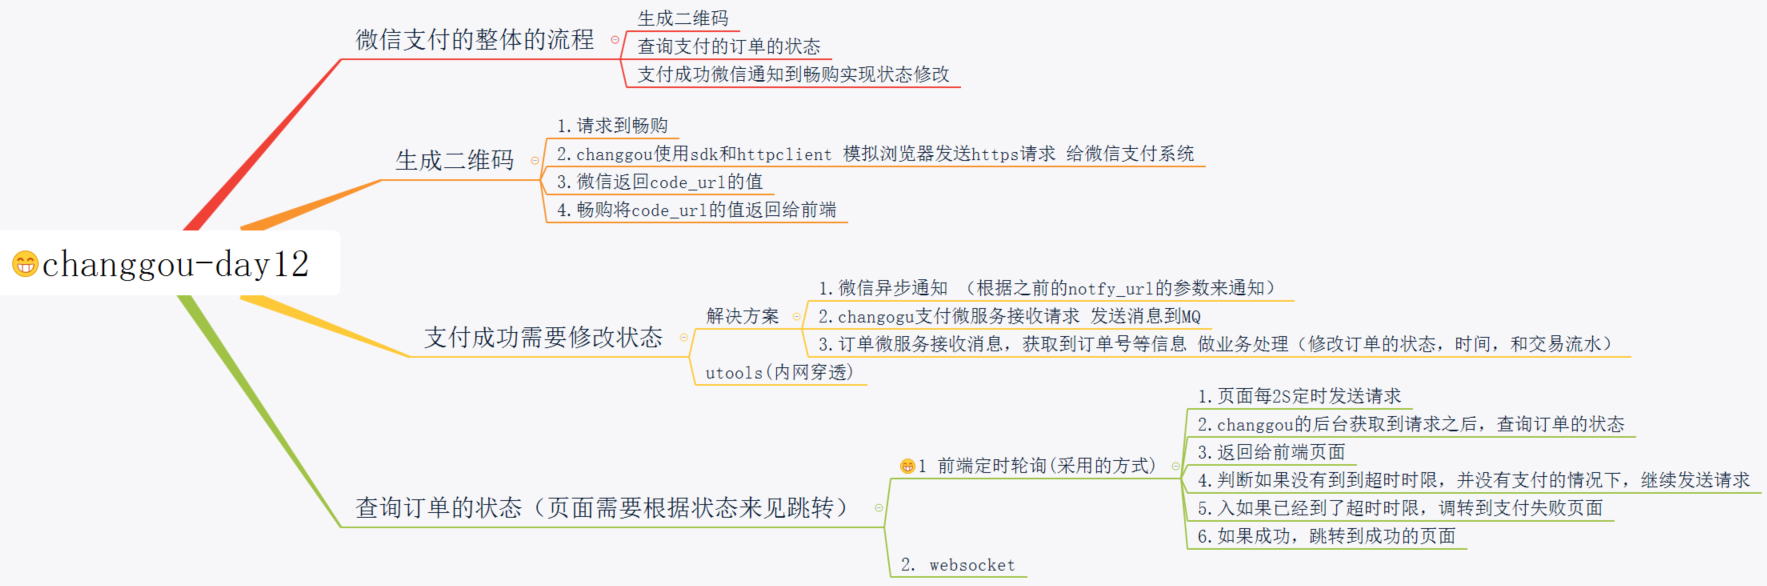 微信支付的整体的流程
生成二维码
查询支付的订单的状态
支付成功微信通知到畅购实现状态修改
生成二维码
1.请求到畅购
2.changgou使用sdk和httpclient 模拟浏览器发送https请求 给微信支付系统
3.微信返回code_url的值
4.畅购将code_url的值返回给前端
changgou-day12
支付成功需要修改状态
解决方案
1.微信异步通知 （根据之前的notfy_url的参数来通知）
2.changogu支付微服务接收请求 发送消息到MQ
3.订单微服务接收消息，获取到订单号等信息 做业务处理（修改订单的状态，时间，和交易流水）
utools(内网穿透)
查询订单的状态（页面需要根据状态来见跳转）
1 前端定时轮询(采用的方式)
1.页面每2S定时发送请求
2.changgou的后台获取到请求之后，查询订单的状态
3.返回给前端页面
4.判断如果没有到到超时时限，并没有支付的情况下，继续发送请求
5.入如果已经到了超时时限，调转到支付失败页面
6.如果成功，跳转到成功的页面
2. websocket